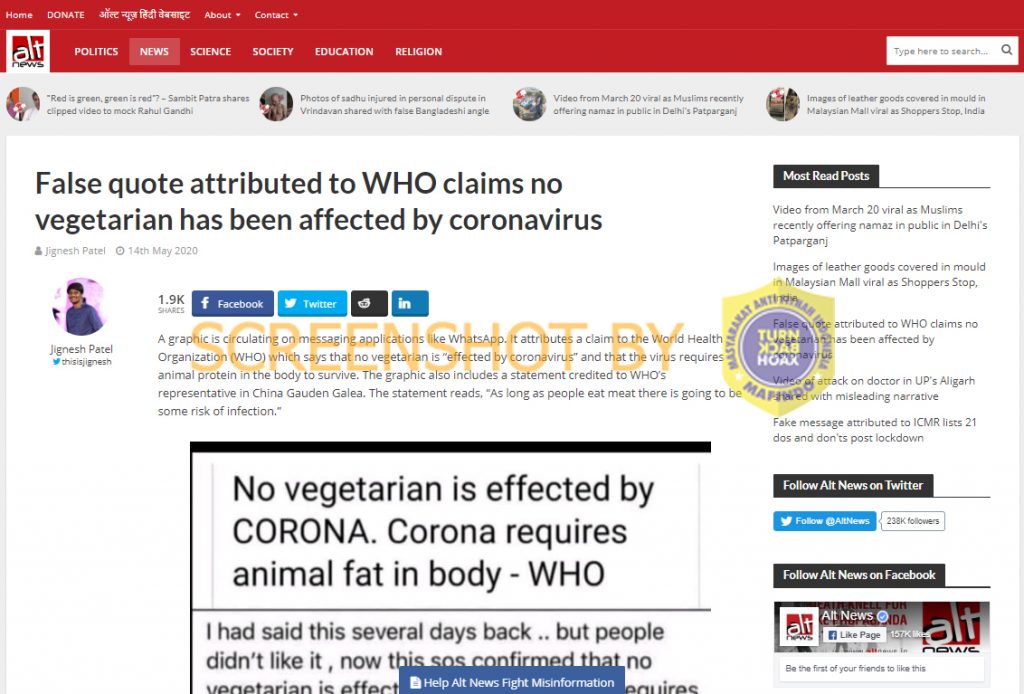 Home DONATE ऑल्ट न्यूज़ हिंदी वेबसाइट About Contact
alt
news
POLITICS NEWS SCIENCE SOCIETY EDUCATION RELIGION
Type here to search...
"Red is green, green is red"? – Sambit Patra shares
clipped video to mock Rahul Gandhi
Photos of sadhu injured in personal dispute in
Vrindavan shared with false Bangladeshi angle
Video from March 20 viral as Muslims recently
offering namaz in public in Delhi's Patparganj
Images of leather goods covered in mould in
Malaysian Mall viral as Shoppers Stop, India
False quote attributed to WHO claims no
vegetarian has been affected by coronavirus
Jignesh Patel 14th May 2020
Jignesh Patel
thisisjignesh
1.9K
SHARES
Facebook Twitter in
A graphic is circulating on messaging applications like WhatsApp. It attributes a claim to the World Health
Organization (WHO) which says that no vegetarian is “effected by coronavirus” and that the virus requires
animal protein in the body to survive. The graphic also includes a statement credited to WHO’s
representative in China Gauden Galea. The statement reads, “As long as people eat meat there is going to be
some risk of infection.”
SCREENSHOT BY
MASYARAKAT ANTI FITNAH INDONESIA
TURN
BACK
HOAX
MAFINDO
No vegetarian is effected by
CORONA. Corona requires
animal fat in body - WHO
I had said this several days back .. but people
didn't like it , now this sos confirmed that no
vegetarian is effect
equires
Help Alt News Fight Misinformation
Most Read Posts
Video from March 20 viral as Muslims
recently offering namaz in public in Delhi's
Patparganj
Images of leather goods covered in mould
in Malaysian Mall viral as Shoppers Stop,
India
False quote attributed to WHO claims no
vegetarian has been affected by
coronavirus
Video of attack on doctor in UP's Aligarh
shared with misleading narrative
Fake message attributed to ICMR lists 21
dos and don'ts post lockdown
Follow Alt News on Twitter
Follow @AltNews 238K followers
Follow Alt News on Facebook
alt
news
Alt News
Like Page 157K likes
alt
Be the first of your friends to like this